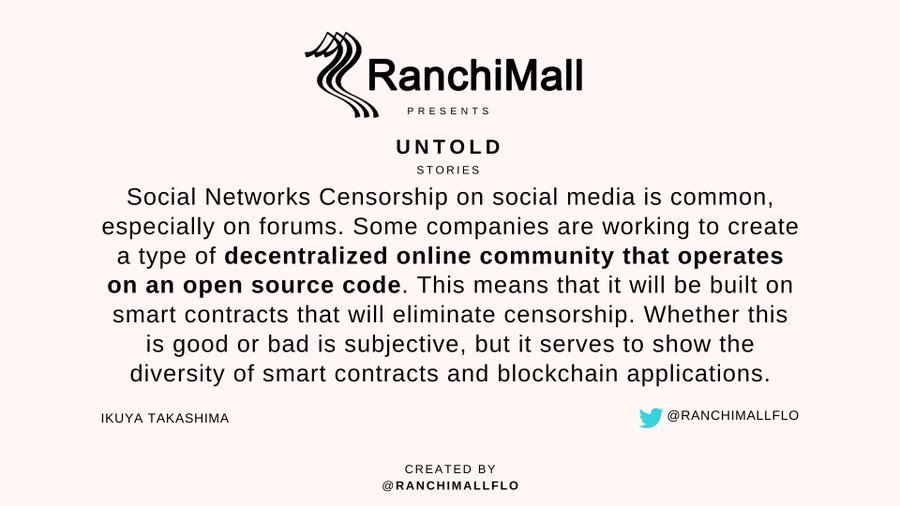 RanchiMall
PRESENTS
UNTOLD
STORIES
Social Networks Censorship on social media is common,
especially on forums. Some companies are working to create
a type of decentralized online community that operates
on an open source code. This means that it will be built on
smart contracts that will eliminate censorship. Whether this
is good or bad is subjective, but it serves to show the
diversity of smart contracts and blockchain applications.
IKUYA TAKASHIMA
@RANCHIMALLFLO
CREATED BY
@RANCHIMALLFLO